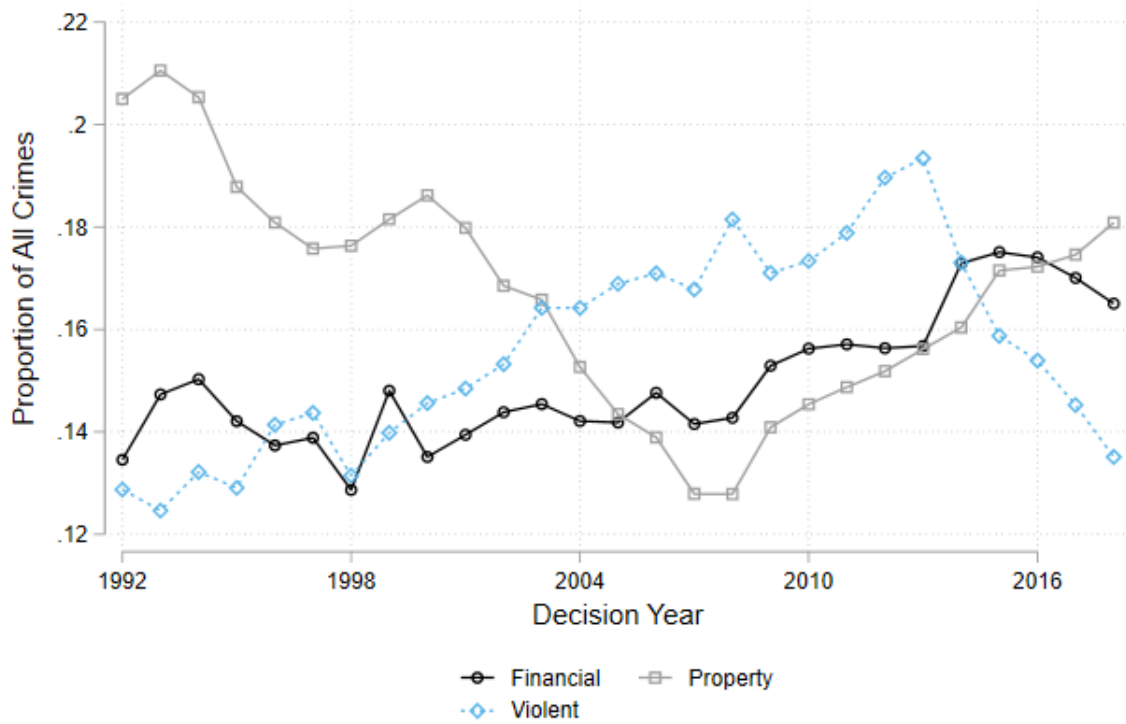 Proportion of All Crimes
.22
.2
.18
.16
.14
.12
1992 1998 2004 2010 2016
Decision Year
Financial Property
Violent